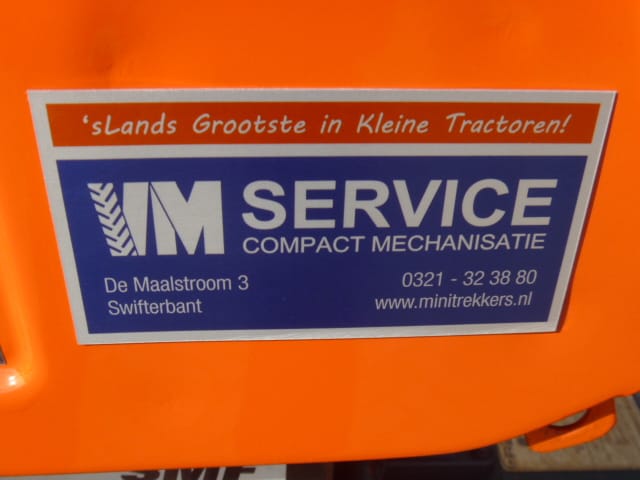 'sLands Grootste in Kleine Tractoren!
VM SERVICE
COMPACT MECHANISATIE
De Maalstroom 3
0321 - 32 38 80
Swifterbant
www.minitrekkers.nl